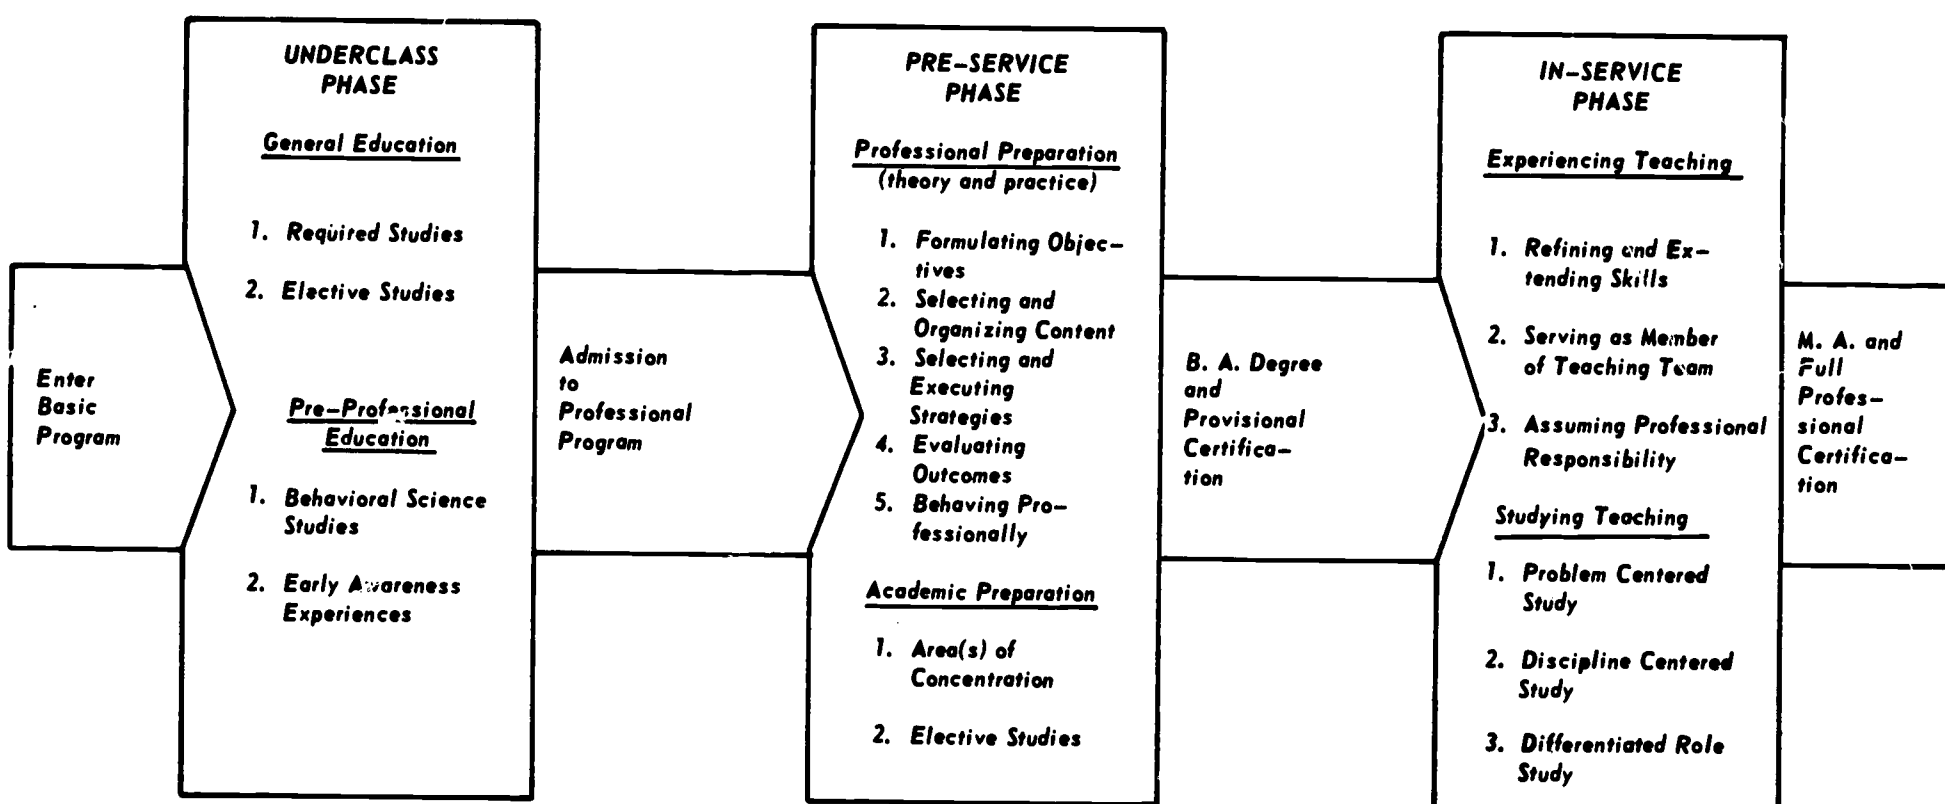 Enter
Basic
Program
UNDERCLASS
PHASE
General Education
1. Required Studies
2. Elective Studies
Pre-Professional
Education
1. Behavioral Science
Studies
2. Early Awareness
Experiences
Admission
to
Professional
Program
PRE-SERVICE
PHASE
Professional Preparation
(theory and practice)
1. Formulating Objec-
tives
2. Selecting and
Organizing Content
3. Selecting and
Executing
Strategies
4. Evaluating
Outcomes
5. Behaving Pro-
fessionally
Academic Preparation
1. Area(s) of
Concentration
2. Elective Studies
B. A. Degree
and
Provisional
Certifica-
tion
IN-SERVICE
PHASE
Experiencing Teaching
1. Refining and Ex-
tending Skills
2. Serving as Member
of Teaching Team
3. Assuming Professional
Responsibility
Studying Teaching
1. Problem Centered
Study
2. Discipline Centered
Study
3. Differentiated Role
Study
M. A. and
Full
Profes-
sional
Certifica-
tion